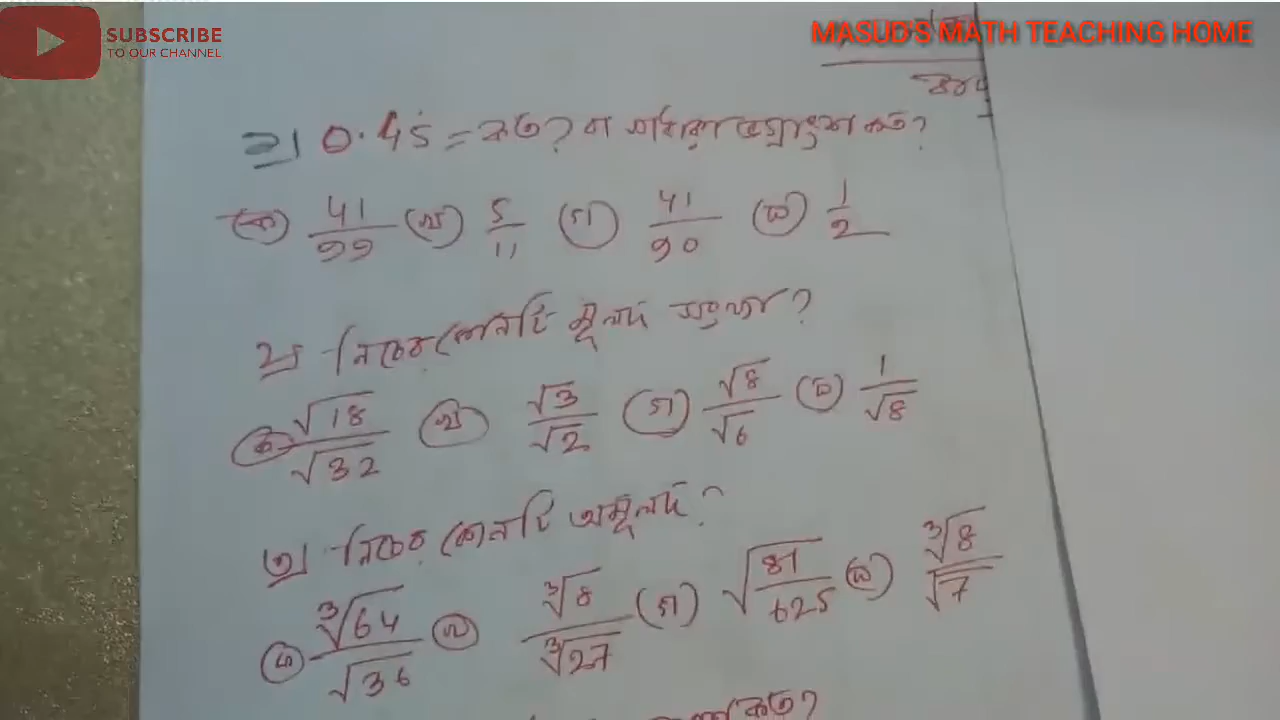 SUBSCRIBE
TO OUR CHANNEL
MASUD'S MATH TEACHING HOME
১। 0.45̇ = কত? বা সাধারণ ভগ্নাংশ কত?
(ক) 41/99 (খ) 5/11 (গ) 41/90 (ঘ) 1/2
২। নিচের কোনটি মূলদ সংখ্যা?
(ক) √18/√32 (খ) √3/√2 (গ) √8/√6 (ঘ) 1/√8
৩। নিচের কোনটি অমূলদ?
(ক) ∛64/√36 (খ) ∛8/∛27 (গ) √(81/625) (ঘ) ∛8/√7
কত?